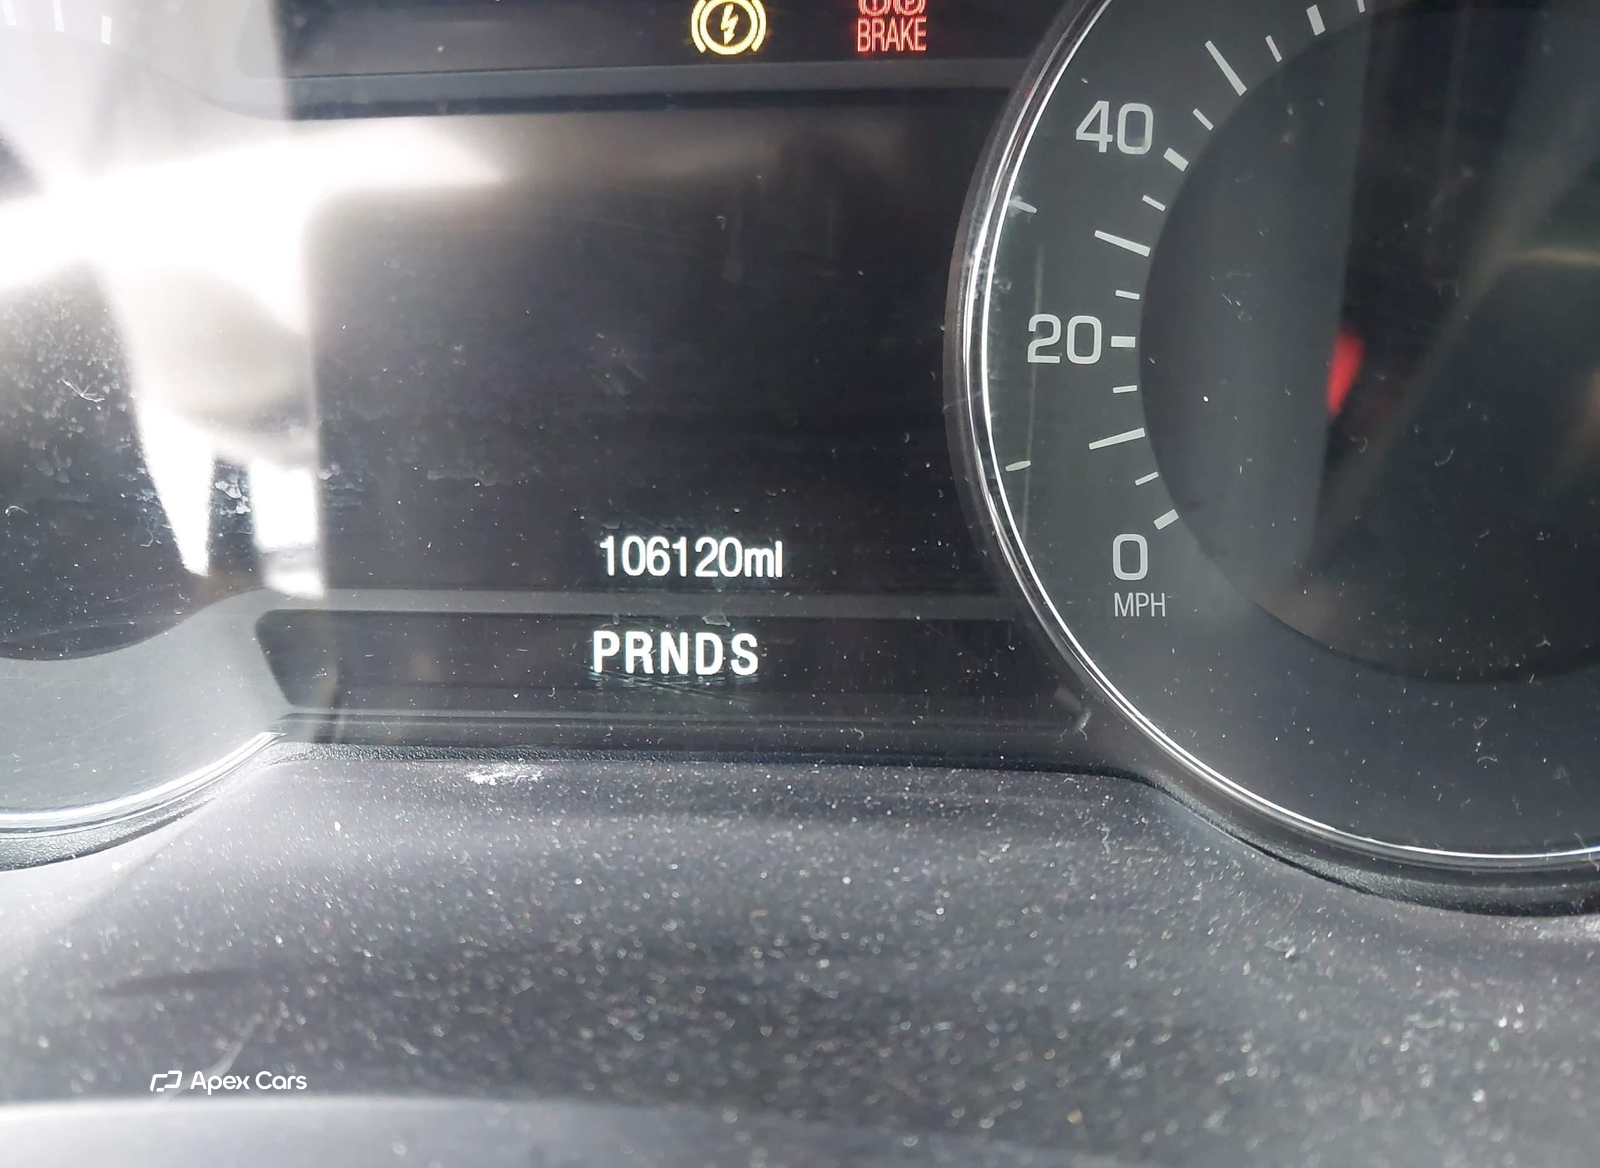 BRAKE
40
20
0
MPH
106120mi
PRNDS
Apex Cars